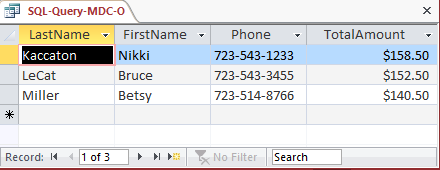 SQL-Query-MDC-O
LastName FirstName Phone TotalAmount
Kaccaton Nikki 723-543-1233 $158.50
LeCat Bruce 723-543-3455 $152.50
Miller Betsy 723-514-8766 $140.50
Record: 1 of 3 No Filter Search